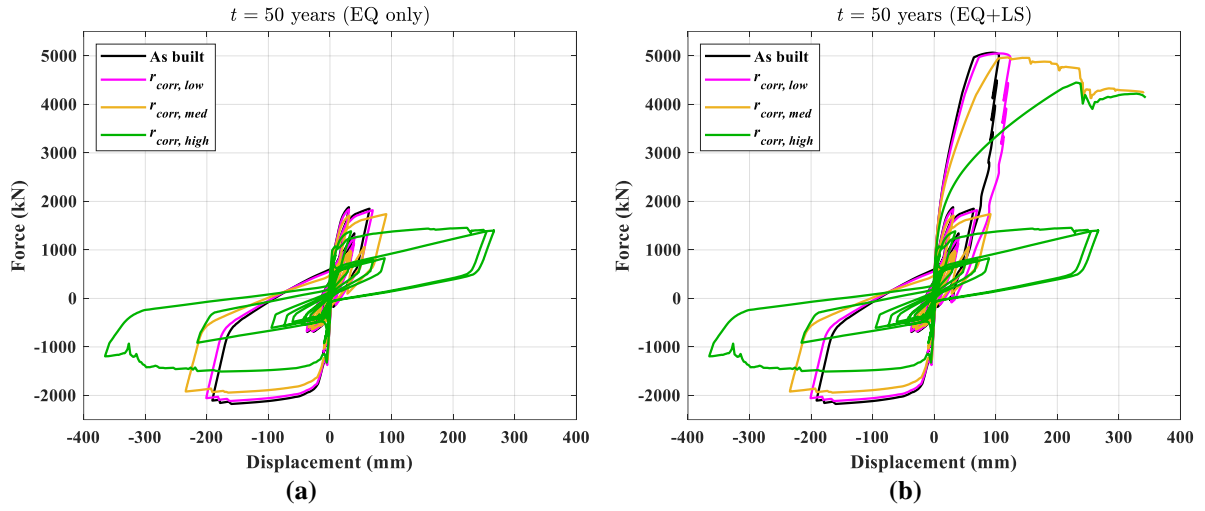 t = 50 years (EQ only)
5000
4000
3000
2000
1000
0
-1000
-2000
Force (kN)
As built
r_corr, low
r_corr, med
r_corr, high
-400 -300 -200 -100 0 100 200 300 400
Displacement (mm)
(a)
t = 50 years (EQ+LS)
5000
4000
3000
2000
1000
0
-1000
-2000
Force (kN)
As built
r_corr, low
r_corr, med
r_corr, high
-400 -300 -200 -100 0 100 200 300 400
Displacement (mm)
(b)